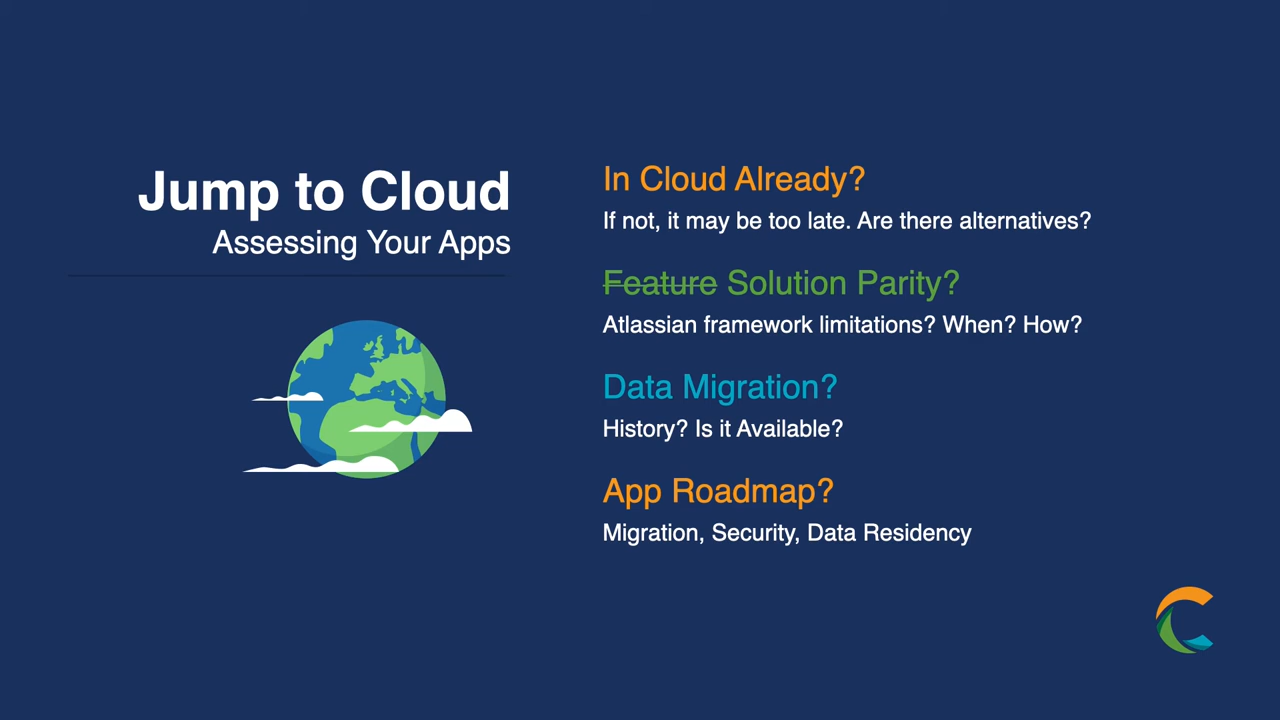 Jump to Cloud
Assessing Your Apps
In Cloud Already?
If not, it may be too late. Are there alternatives?
Feature Solution Parity?
Atlassian framework limitations? When? How?
Data Migration?
History? Is it Available?
App Roadmap?
Migration, Security, Data Residency